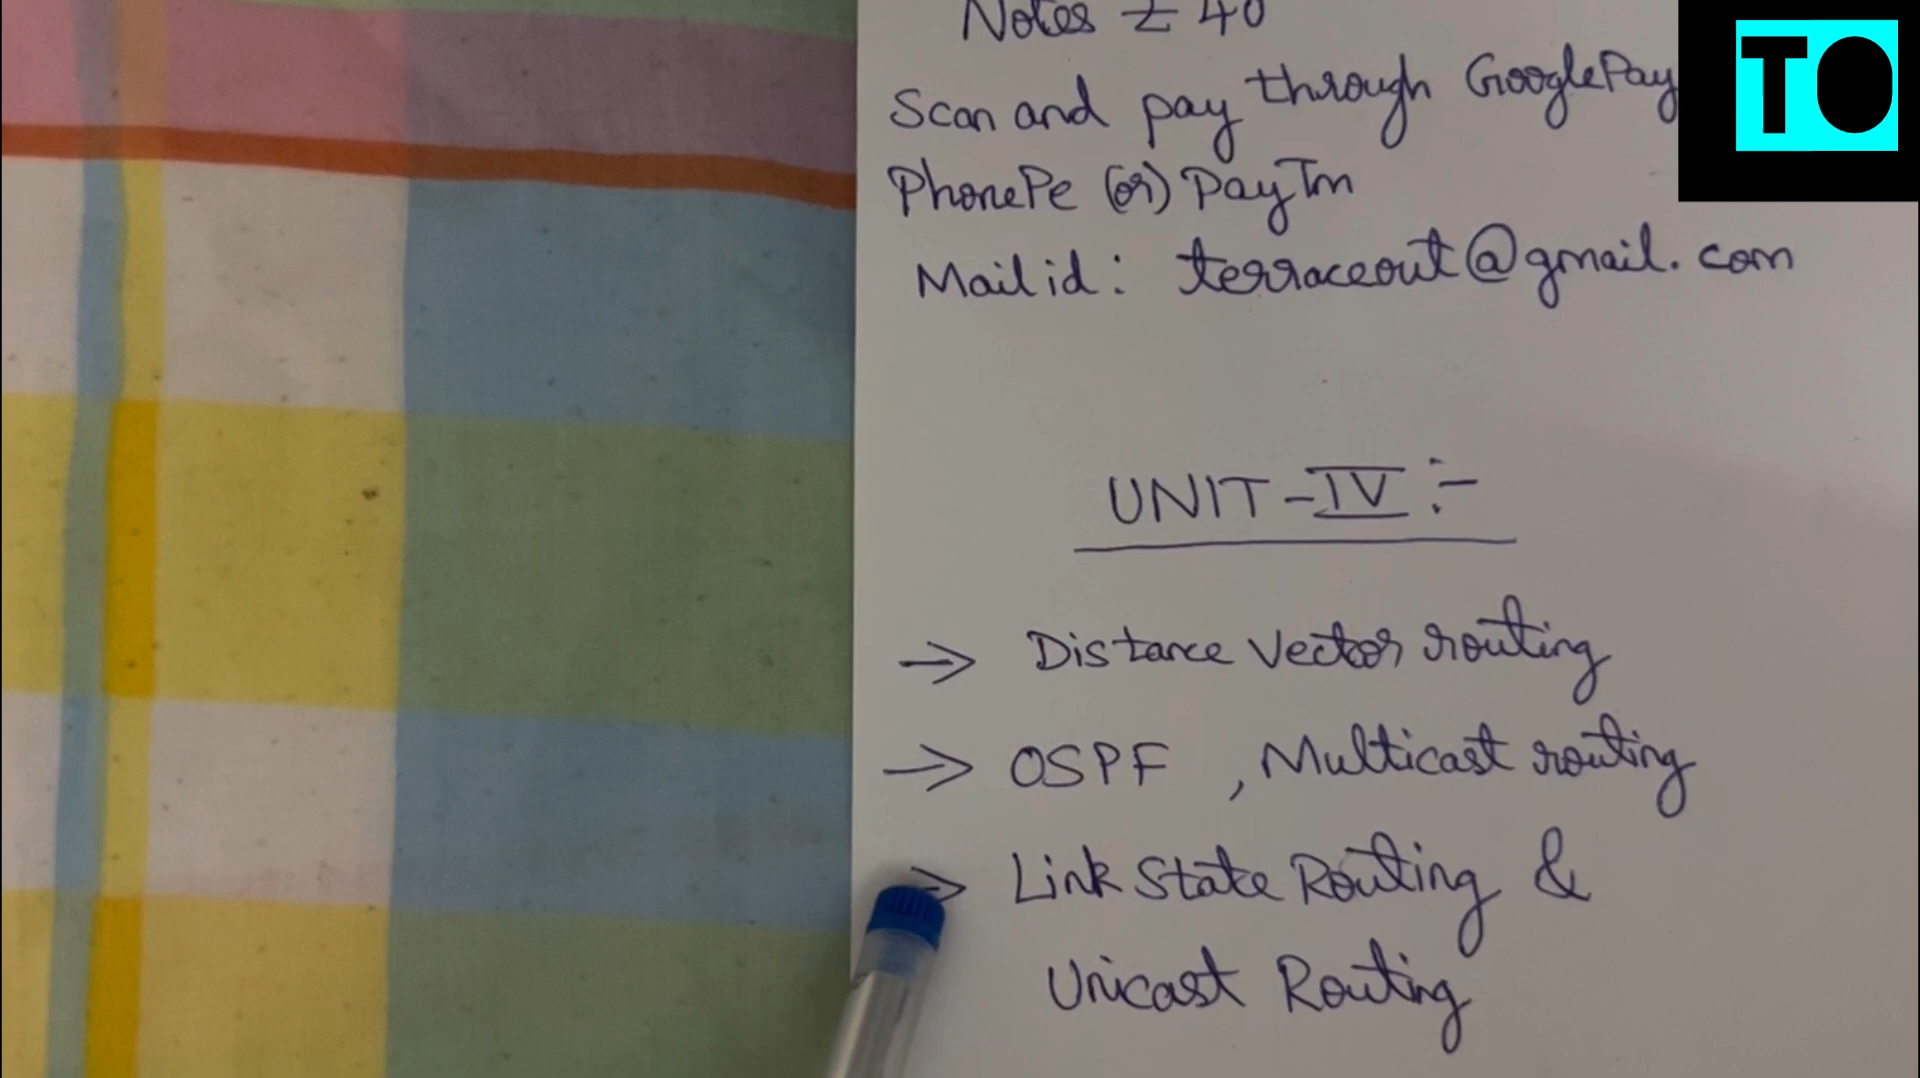 Notes ₹ 40
TO
Scan and pay through GooglePay
PhonePe (or) PayTm
Mail id : terraceout@gmail.com
UNIT-IV :-
→ Distance Vector routing
→ OSPF , Multicast routing
→ Link State Routing &
Unicast Routing